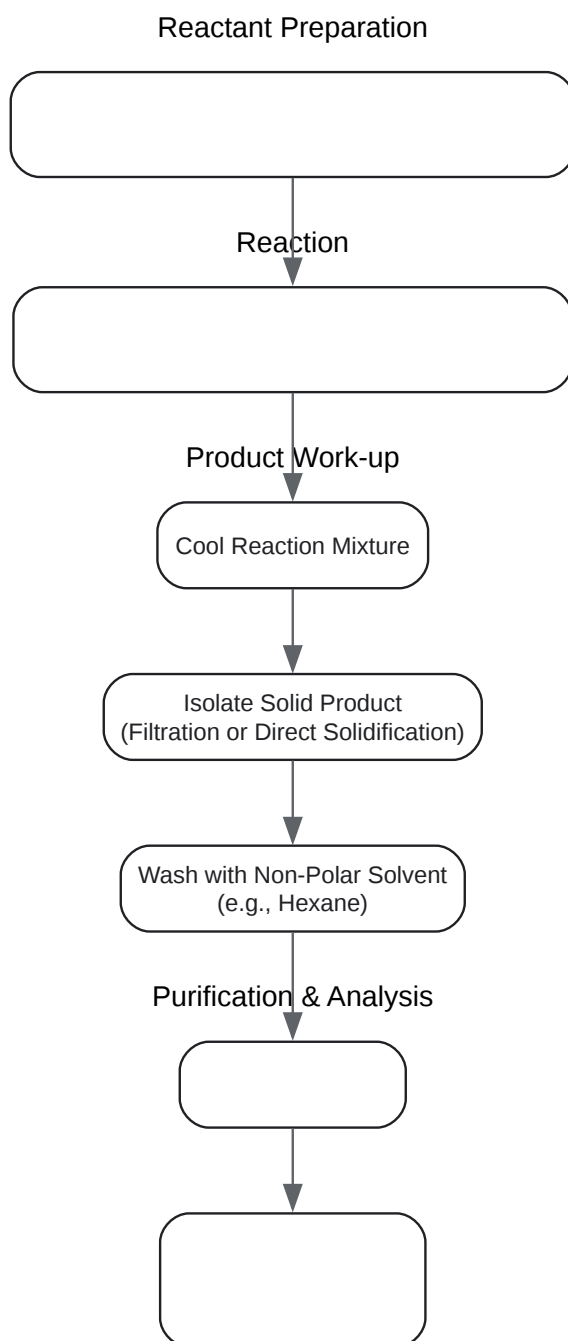 Reactant Preparation
Reaction
Product Work-up
Cool Reaction Mixture
Isolate Solid Product
(Filtration or Direct Solidification)
Wash with Non-Polar Solvent
(e.g., Hexane)
Purification & Analysis